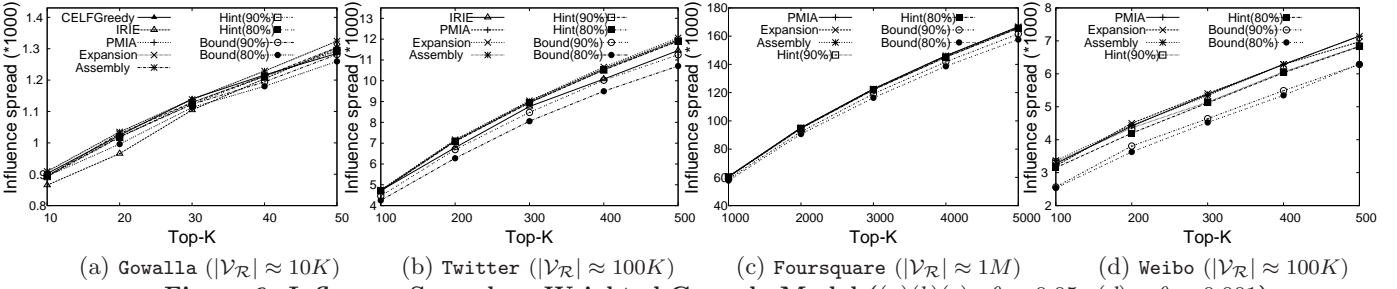 Influence spread (*1000)
1.4
1.3
1.2
1.1
1
0.9
0.8
10 20 30 40 50
Top-K
CELFGreedy
IRIE
PMIA
Expansion
Assembly
Hint(90%)
Hint(80%)
Bound(90%)
Bound(80%)
(a) Gowalla (|V_R| ≈ 10K)
Influence spread (*1000)
13
12
11
10
9
8
7
6
5
4
100 200 300 400 500
Top-K
IRIE
PMIA
Expansion
Assembly
Hint(90%)
Hint(80%)
Bound(90%)
Bound(80%)
(b) Twitter (|V_R| ≈ 100K)
Influence spread (*1000)
180
160
140
120
100
80
60
40
1000 2000 3000 4000 5000
Top-K
PMIA
Expansion
Assembly
Hint(90%)
Hint(80%)
Bound(90%)
Bound(80%)
(c) Foursquare (|V_R| ≈ 1M)
Influence spread (*1000)
8
7
6
5
4
3
2
100 200 300 400 500
Top-K
PMIA
Expansion
Assembly
Hint(90%)
Hint(80%)
Bound(90%)
Bound(80%)
(d) Weibo (|V_R| ≈ 100K)